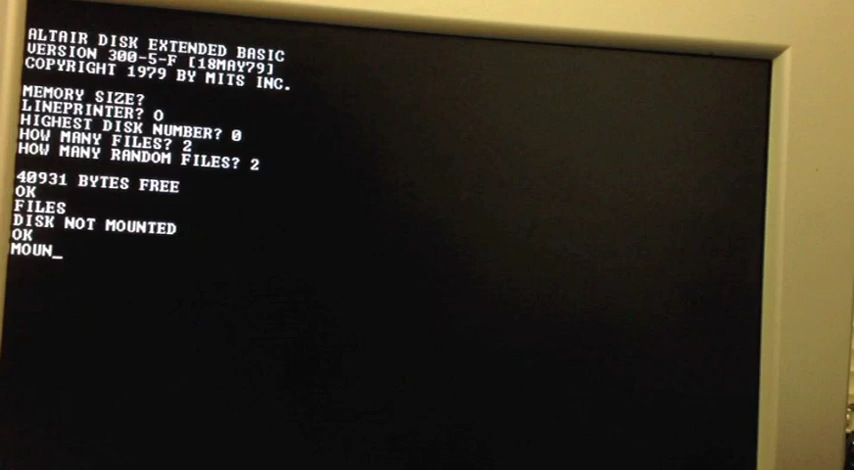 ALTAIR DISK EXTENDED BASIC
VERSION 300-5-F [18MAY79]
COPYRIGHT 1979 BY MITS INC.
MEMORY SIZE?
LINEPRINTER? O
HIGHEST DISK NUMBER? 0
HOW MANY FILES? 2
HOW MANY RANDOM FILES? 2
40931 BYTES FREE
OK
FILES
DISK NOT MOUNTED
OK
MOUN_